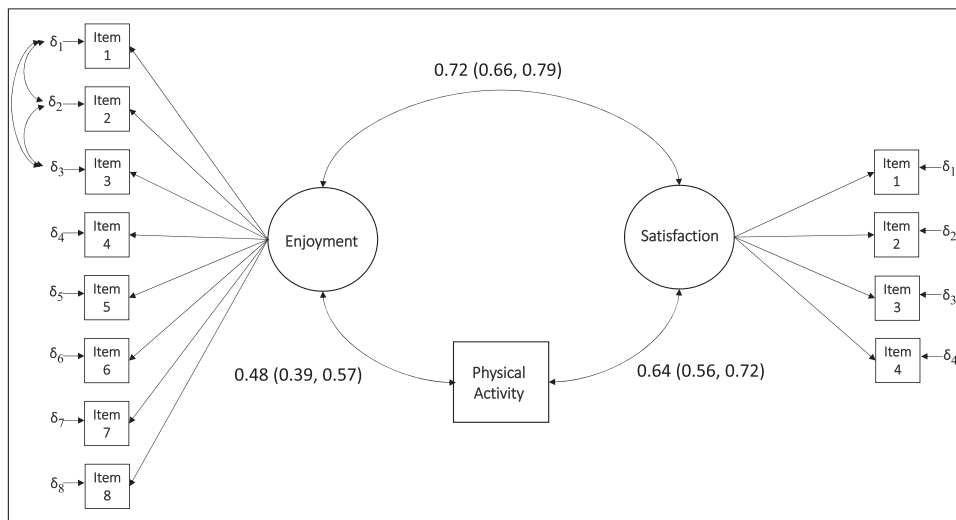 δ1
Item
1
δ2
Item
2
δ3
Item
3
δ4
Item
4
δ5
Item
5
δ6
Item
6
δ7
Item
7
δ8
Item
8
0.72 (0.66, 0.79)
Enjoyment
Satisfaction
0.48 (0.39, 0.57)
Physical
Activity
0.64 (0.56, 0.72)
Item
1
δ1
Item
2
δ2
Item
3
δ3
Item
4
δ4